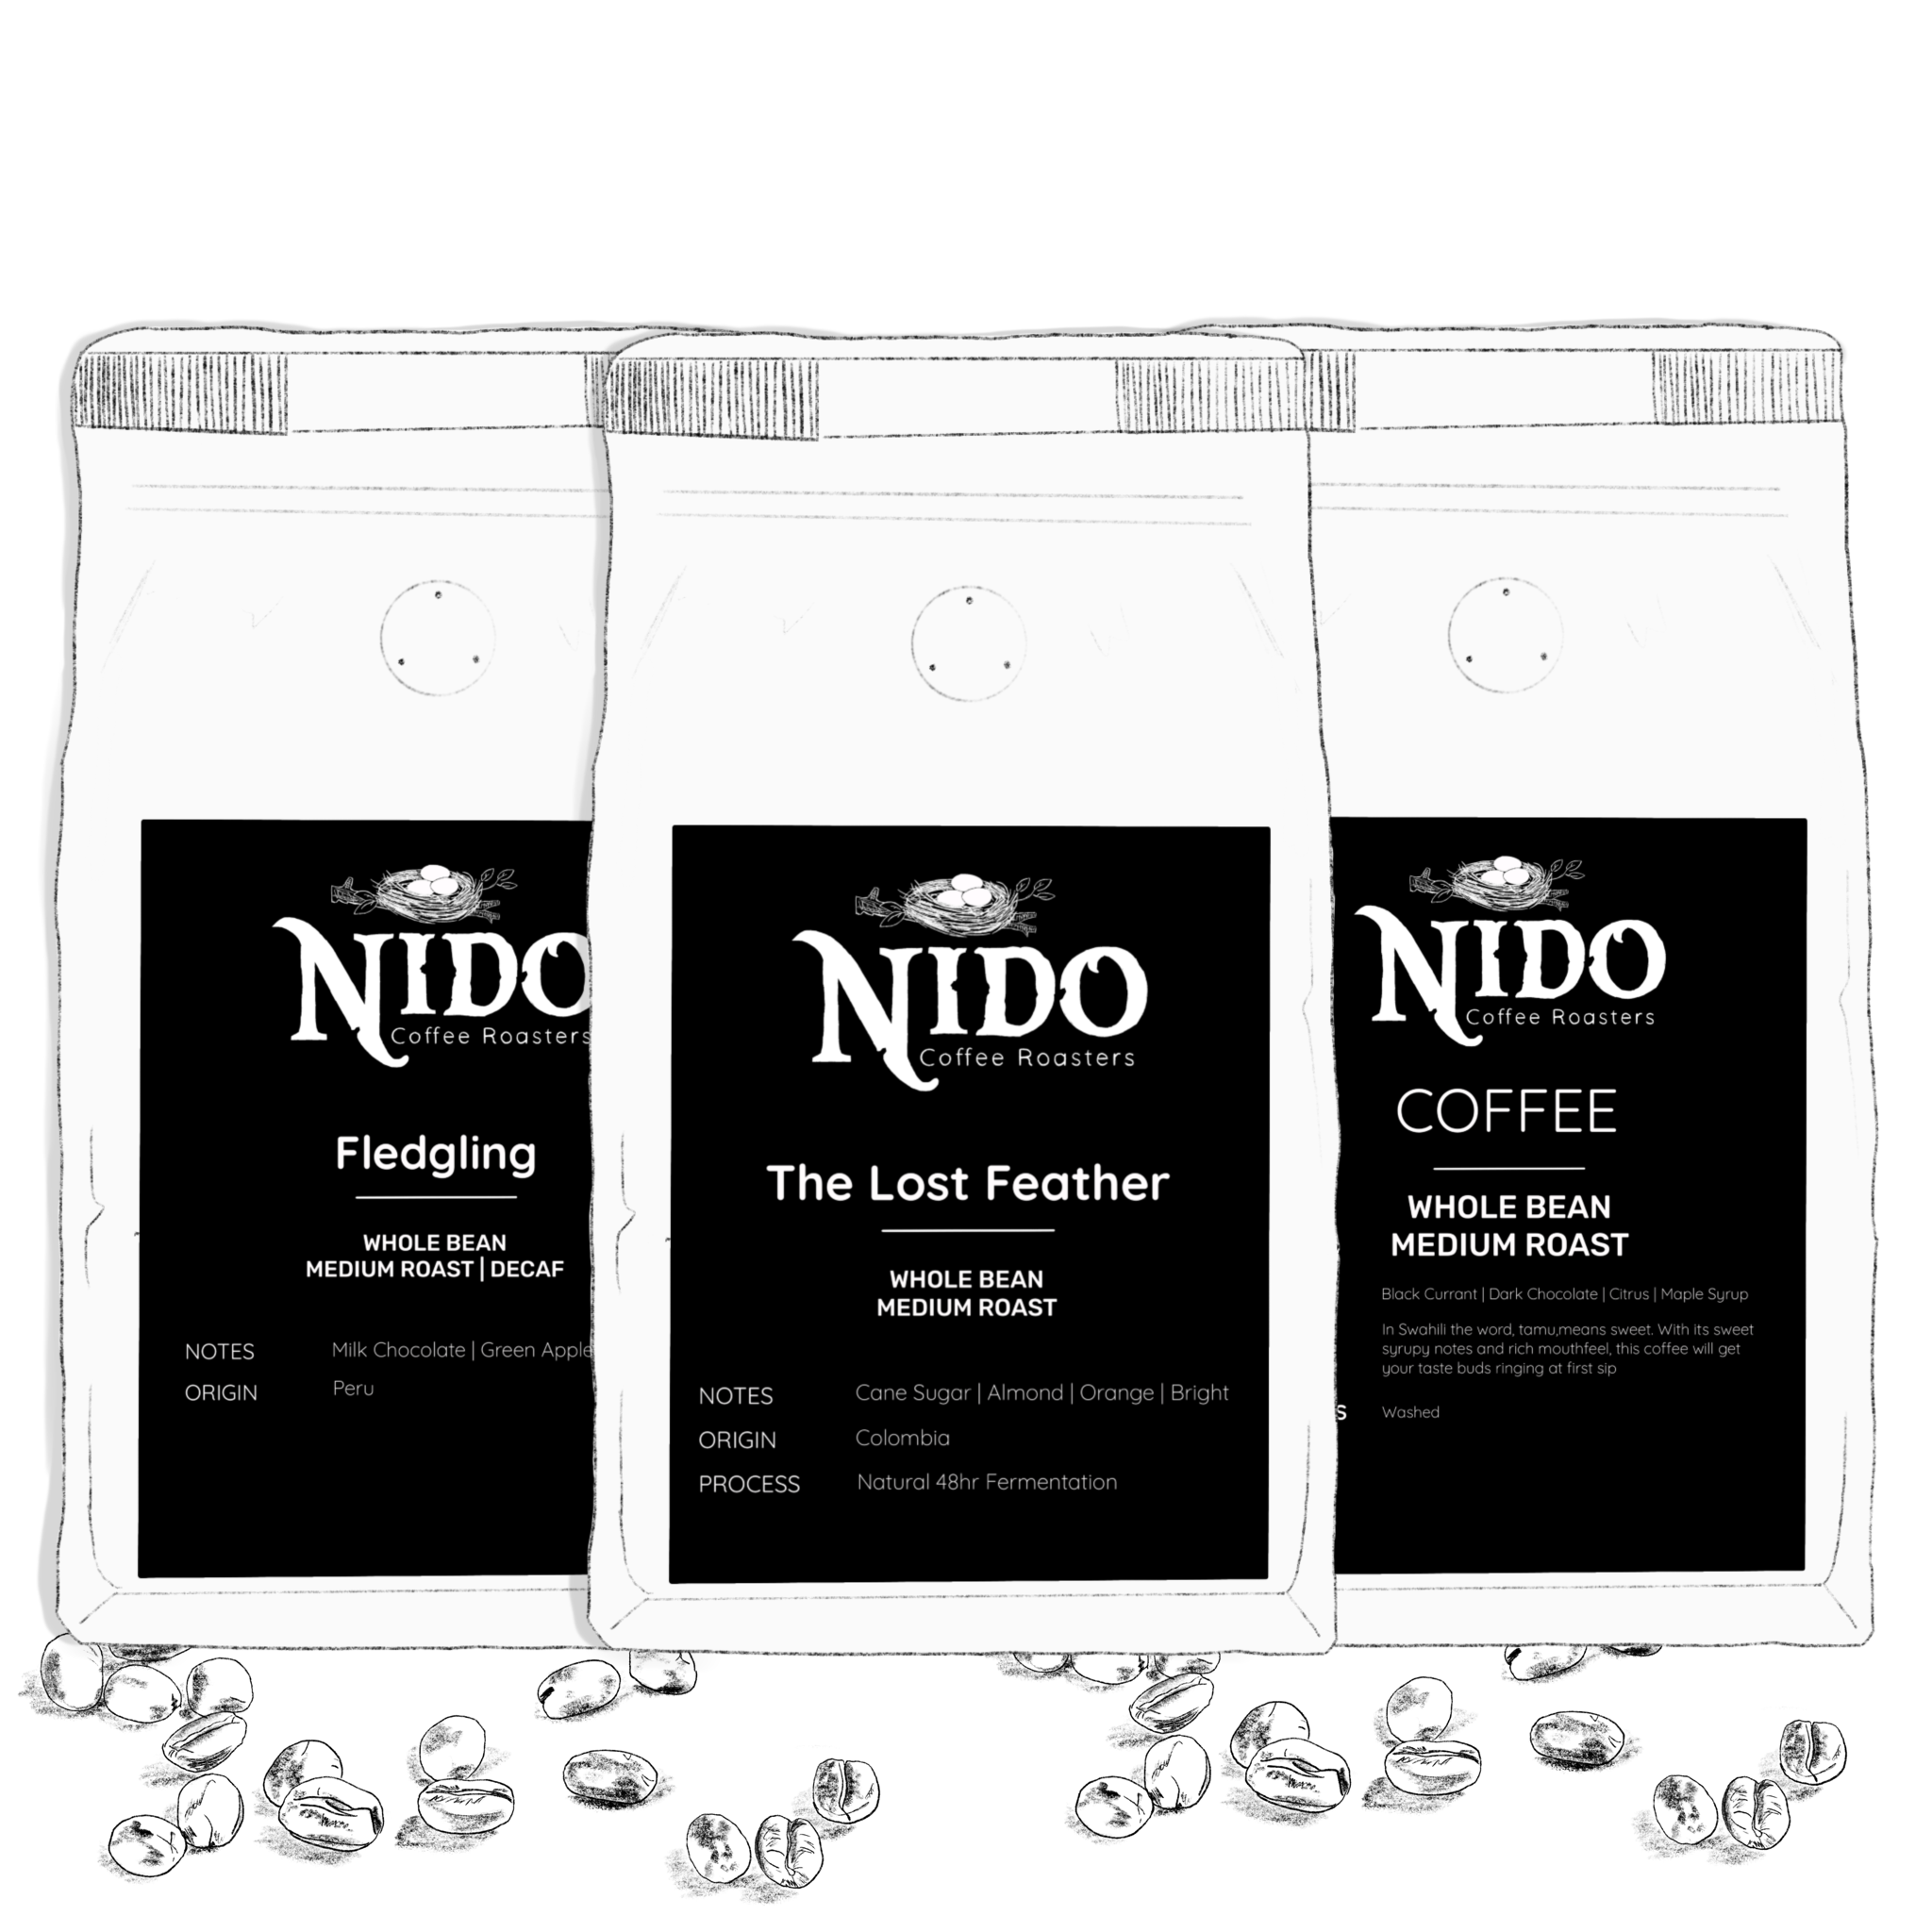 NIDO
Coffee Roasters
Fledgling
WHOLE BEAN
MEDIUM ROAST | DECAF
NOTES Milk Chocolate | Green Apple
ORIGIN Peru
NIDO
Coffee Roasters
The Lost Feather
WHOLE BEAN
MEDIUM ROAST
NOTES Cane Sugar | Almond | Orange | Bright
ORIGIN Colombia
PROCESS Natural 48hr Fermentation
NIDO
Coffee Roasters
COFFEE
WHOLE BEAN
MEDIUM ROAST
Black Currant | Dark Chocolate | Citrus | Maple Syrup
In Swahili the word, tamu,means sweet. With its sweet
syrupy notes and rich mouthfeel, this coffee will get
your taste buds ringing at first sip
S Washed